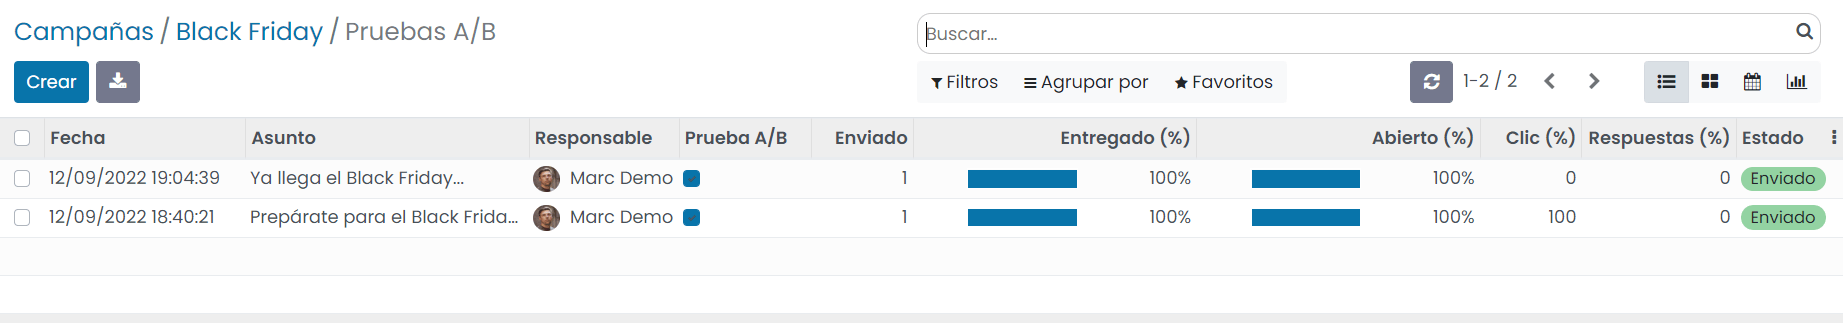 Campañas / Black Friday / Pruebas A/B
Buscar...
Crear
Filtros Agrupar por Favoritos
1-2 / 2
Fecha Asunto Responsable Prueba A/B Enviado Entregado (%) Abierto (%) Clic (%) Respuestas (%) Estado
12/09/2022 19:04:39 Ya llega el Black Friday... Marc Demo 1 100% 100% 0 0 Enviado
12/09/2022 18:40:21 Prepárate para el Black Frida... Marc Demo 1 100% 100% 100 0 Enviado